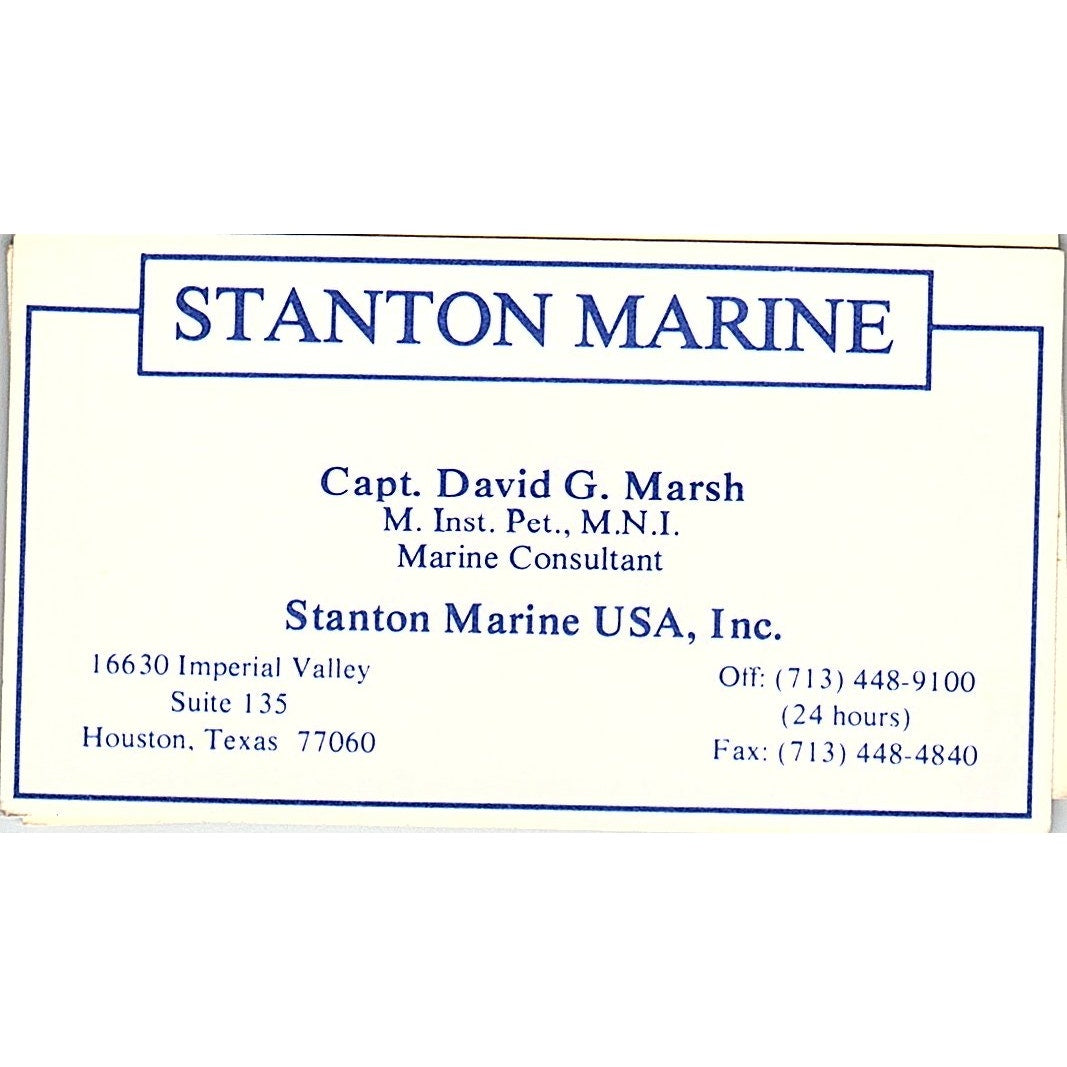 STANTON MARINE
Capt. David G. Marsh
M. Inst. Pet., M.N.I.
Marine Consultant
Stanton Marine USA, Inc.
16630 Imperial Valley
Suite 135
Houston, Texas 77060
Off: (713) 448-9100
(24 hours)
Fax: (713) 448-4840